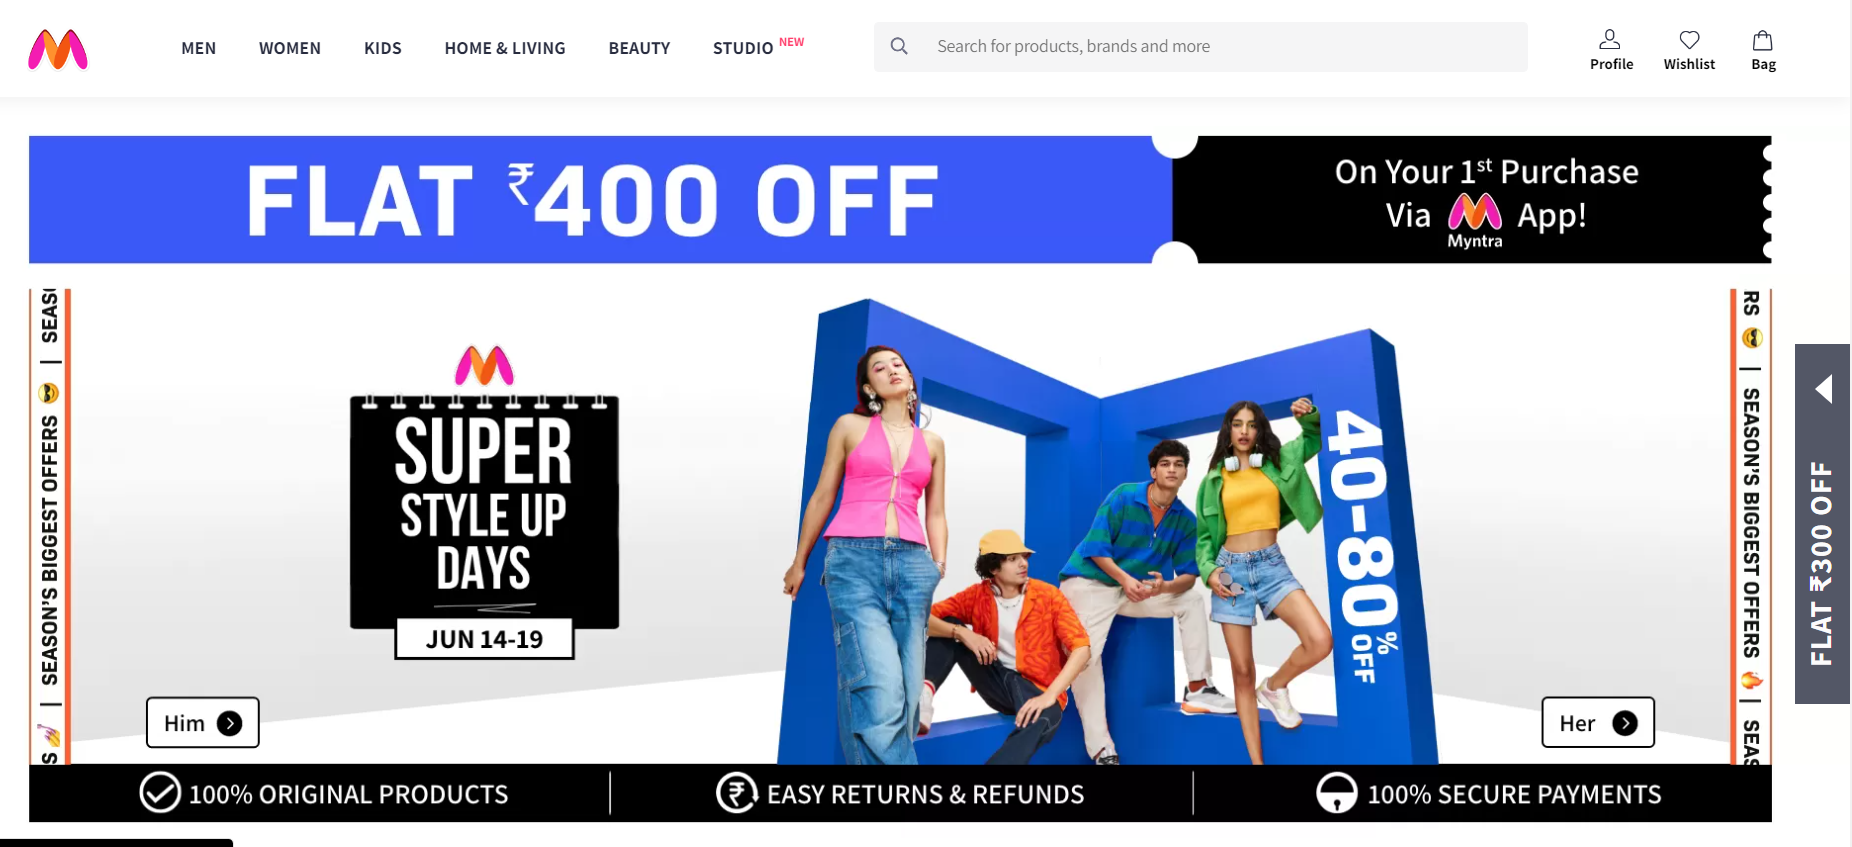 MEN
WOMEN
KIDS
HOME & LIVING
BEAUTY
STUDIO NEW
Search for products, brands and more
Profile
Wishlist
Bag
FLAT ₹400 OFF
On Your 1st Purchase
Via Myntra App!
SEASON'S BIGGEST OFFERS
SUPER
STYLE UP
DAYS
JUN 14-19
40-80% OFF
Him
Her
RS | SEASON'S BIGGEST OFFERS | SEAS
FLAT ₹300 OFF
100% ORIGINAL PRODUCTS
EASY RETURNS & REFUNDS
100% SECURE PAYMENTS